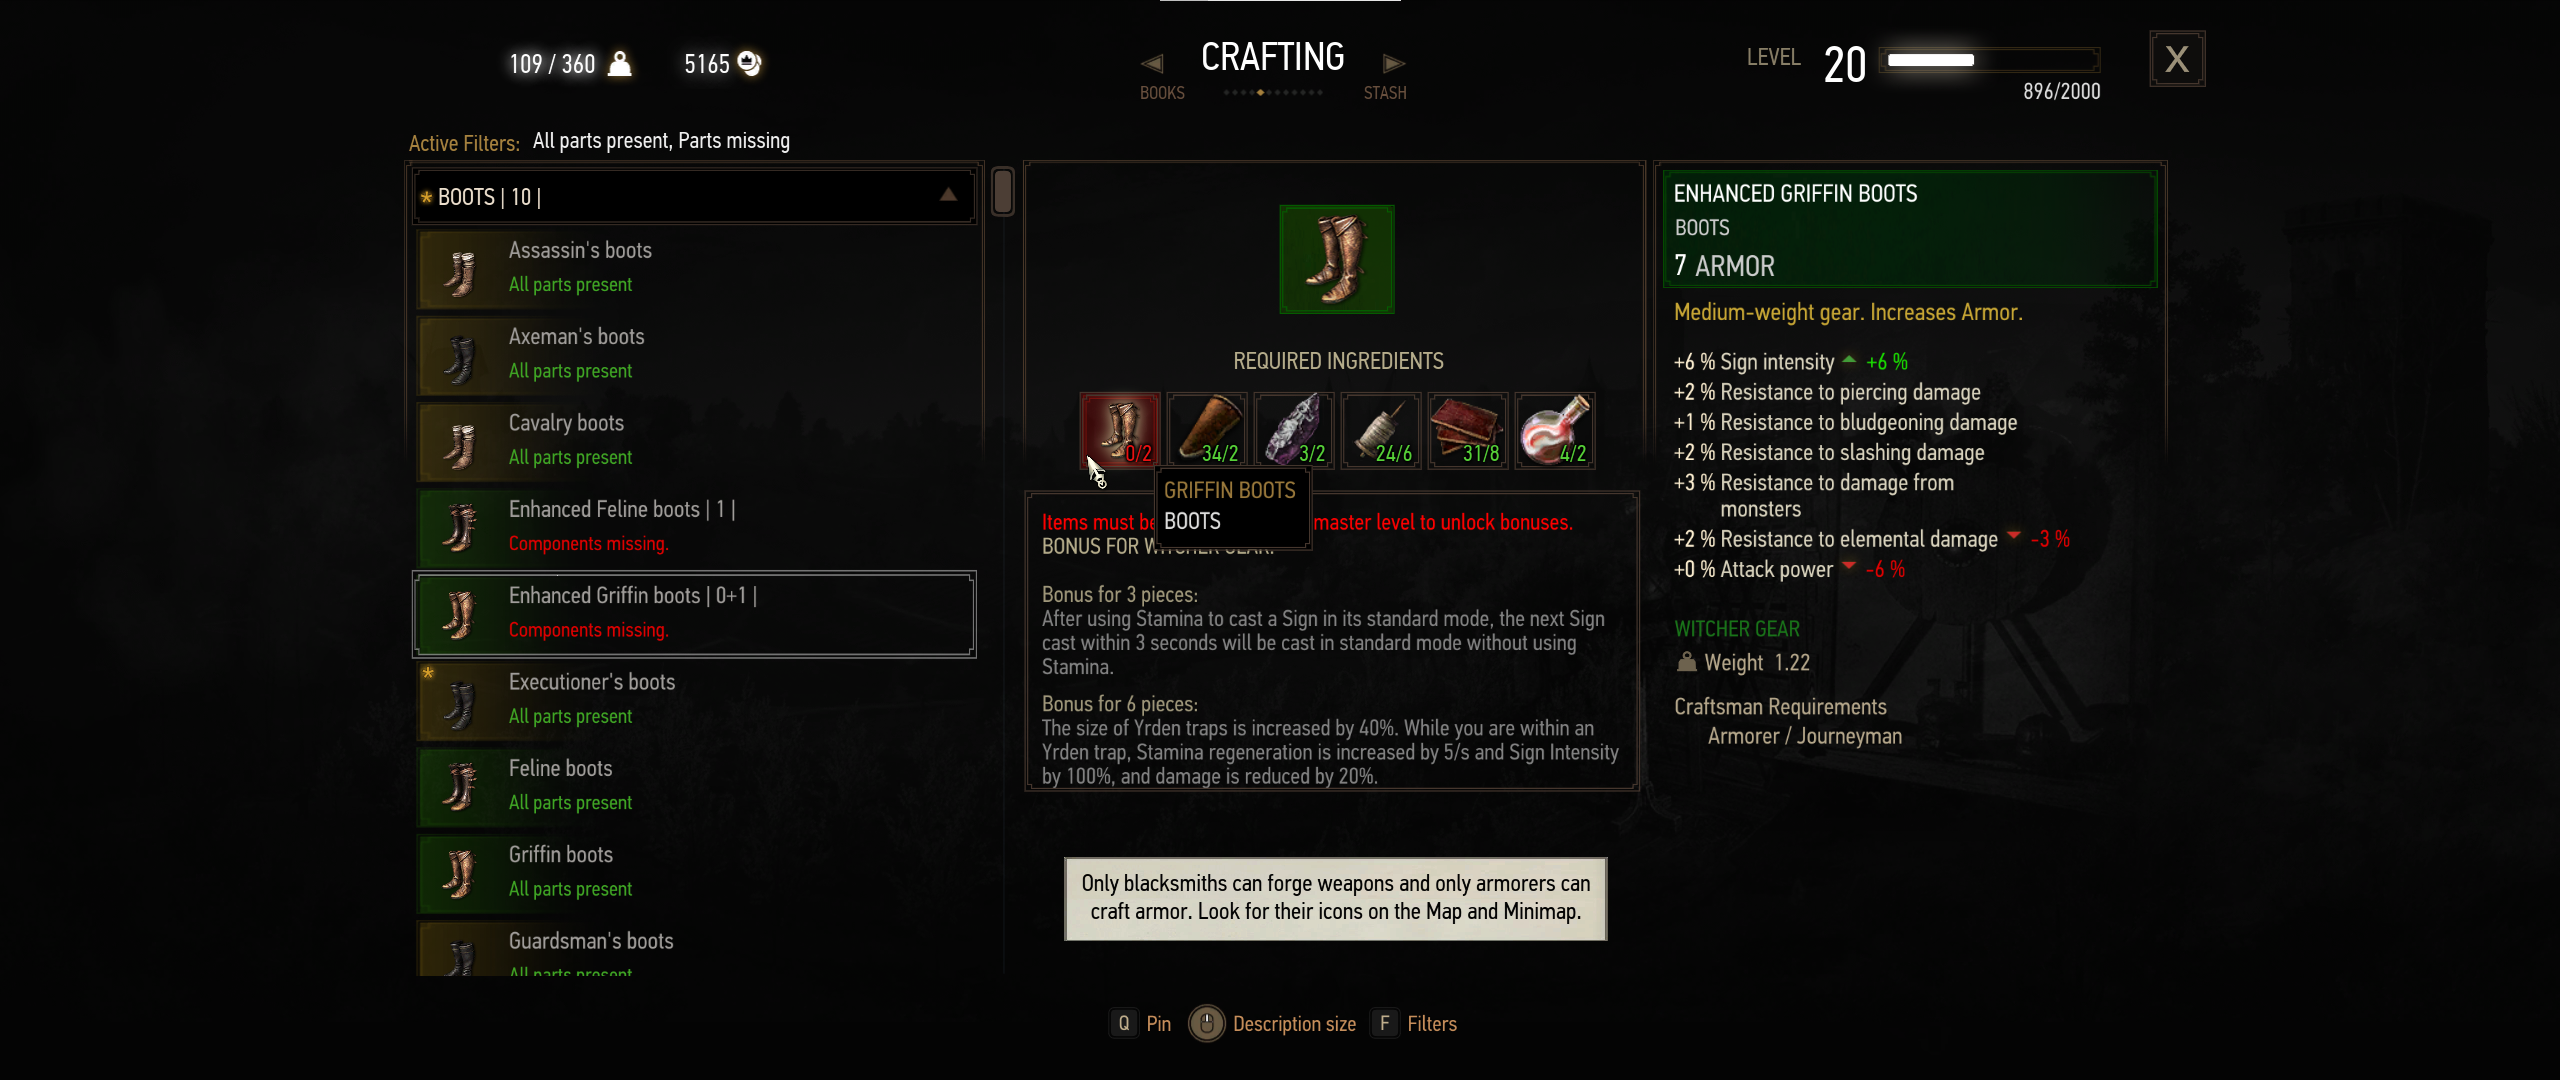 109 / 360
5165
CRAFTING
BOOKS
STASH
LEVEL 20
896/2000
X
Active Filters: All parts present, Parts missing
* BOOTS | 10 |
Assassin's boots
All parts present
Axeman's boots
All parts present
Cavalry boots
All parts present
Enhanced Feline boots | 1 |
Components missing.
Enhanced Griffin boots | 0+1 |
Components missing.
*
Executioner's boots
All parts present
Feline boots
All parts present
Griffin boots
All parts present
Guardsman's boots
All parts present
REQUIRED INGREDIENTS
0/2 34/2 3/2 24/6 31/8 4/2
GRIFFIN BOOTS
BOOTS
Items must be master level to unlock bonuses.
BONUS FOR WITCHER GEAR:
Bonus for 3 pieces:
After using Stamina to cast a Sign in its standard mode, the next Sign
cast within 3 seconds will be cast in standard mode without using
Stamina.
Bonus for 6 pieces:
The size of Yrden traps is increased by 40%. While you are within an
Yrden trap, Stamina regeneration is increased by 5/s and Sign Intensity
by 100%, and damage is reduced by 20%.
Only blacksmiths can forge weapons and only armorers can
craft armor. Look for their icons on the Map and Minimap.
ENHANCED GRIFFIN BOOTS
BOOTS
7 ARMOR
Medium-weight gear. Increases Armor.
+6 % Sign intensity +6 %
+2 % Resistance to piercing damage
+1 % Resistance to bludgeoning damage
+2 % Resistance to slashing damage
+3 % Resistance to damage from
monsters
+2 % Resistance to elemental damage -3 %
+0 % Attack power -6 %
WITCHER GEAR
Weight 1.22
Craftsman Requirements
Armorer / Journeyman
Q Pin Description size F Filters